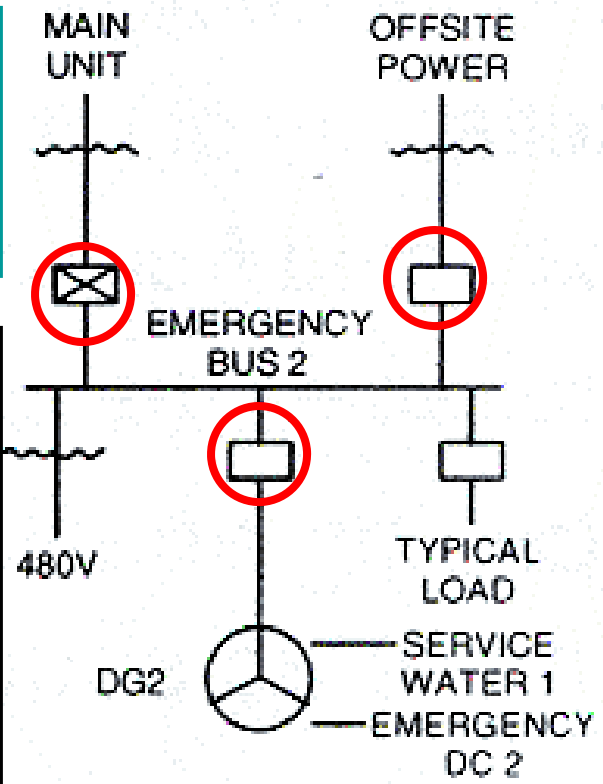 MAIN
UNIT
OFFSITE
POWER
EMERGENCY
BUS 2
480V
TYPICAL
LOAD
DG2
SERVICE
WATER 1
EMERGENCY
DC 2